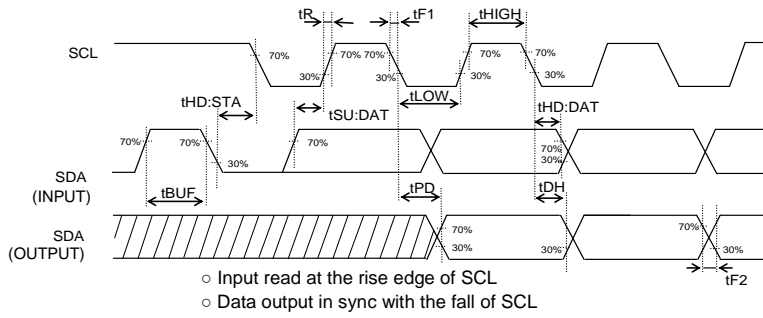 tR tF1 tHIGH
SCL 70% 70% 70% 70% 70%
30% 30% 30% 30%
tHD:STA tLOW
tSU:DAT tHD:DAT
70% 70% 70% 70%
SDA 30% 30%
(INPUT) tBUF tPD tDH
SDA 70% 70%
(OUTPUT) 30% 30% 30%
tF2
○ Input read at the rise edge of SCL
○ Data output in sync with the fall of SCL